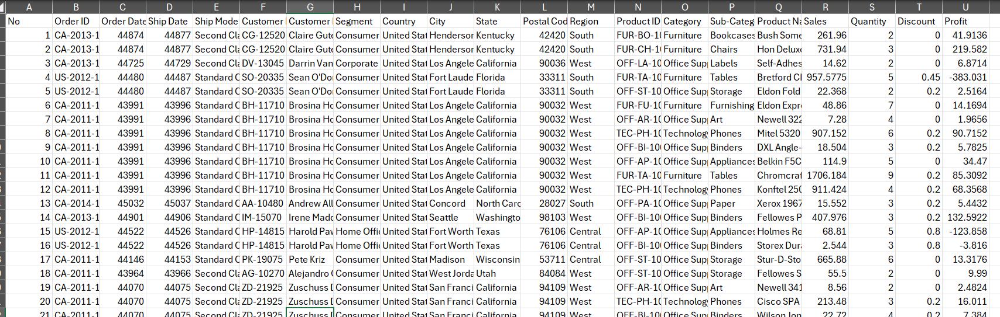 A B C D E F G H I J K L M N O P Q R S T U
No Order ID Order Date Ship Date Ship Mode Customer Customer Segment Country City State Postal Cod Region Product ID Category Sub-Categ Product Na Sales Quantity Discount Profit
1 CA-2013-1 44874 44877 Second Cla CG-12520 Claire Gute Consumer United Stat Henderson Kentucky 42420 South FUR-BO-10 Furniture Bookcases Bush Some 261.96 2 0 41.9136
2 CA-2013-1 44874 44877 Second Cla CG-12520 Claire Gute Consumer United Stat Henderson Kentucky 42420 South FUR-CH-10 Furniture Chairs Hon Deluxe 731.94 3 0 219.582
3 CA-2013-1 44725 44729 Second Cla DV-13045 Darrin Van Corporate United Stat Los Angele California 90036 West OFF-LA-10 Office Sup Labels Self-Adhes 14.62 2 0 6.8714
4 US-2012-1 44480 44487 Standard C SO-20335 Sean O'Do Consumer United Stat Fort Laude Florida 33311 South FUR-TA-10 Furniture Tables Bretford CI 957.5775 5 0.45 -383.031
5 US-2012-1 44480 44487 Standard C SO-20335 Sean O'Do Consumer United Stat Fort Laude Florida 33311 South OFF-ST-10 Office Sup Storage Eldon Fold 22.368 2 0.2 2.5164
6 CA-2011-1 43991 43996 Standard C BH-11710 Brosina Ho Consumer United Stat Los Angele California 90032 West FUR-FU-10 Furniture Furnishing Eldon Expr 48.86 7 0 14.1694
7 CA-2011-1 43991 43996 Standard C BH-11710 Brosina Ho Consumer United Stat Los Angele California 90032 West OFF-AR-10 Office Sup Art Newell 322 7.28 4 0 1.9656
8 CA-2011-1 43991 43996 Standard C BH-11710 Brosina Ho Consumer United Stat Los Angele California 90032 West TEC-PH-10 Technolog Phones Mitel 5320 907.152 6 0.2 90.7152
9 CA-2011-1 43991 43996 Standard C BH-11710 Brosina Ho Consumer United Stat Los Angele California 90032 West OFF-BI-100 Office Sup Binders DXL Angle- 18.504 3 0.2 5.7825
10 CA-2011-1 43991 43996 Standard C BH-11710 Brosina Ho Consumer United Stat Los Angele California 90032 West OFF-AP-10 Office Sup Appliances Belkin F5C 114.9 5 0 34.47
11 CA-2011-1 43991 43996 Standard C BH-11710 Brosina Ho Consumer United Stat Los Angele California 90032 West FUR-TA-10 Furniture Tables Chromcraf 1706.184 9 0.2 85.3092
12 CA-2011-1 43991 43996 Standard C BH-11710 Brosina Ho Consumer United Stat Los Angele California 90032 West TEC-PH-10 Technolog Phones Konftel 250 911.424 4 0.2 68.3568
13 CA-2014-1 45032 45037 Standard C AA-10480 Andrew All Consumer United Stat Concord North Caro 28027 South OFF-PA-10 Office Sup Paper Xerox 1967 15.552 3 0.2 5.4432
14 CA-2013-1 44901 44906 Standard C IM-15070 Irene Madd Consumer United Stat Seattle Washingto 98103 West OFF-BI-100 Office Sup Binders Fellowes P 407.976 3 0.2 132.5922
15 US-2012-1 44522 44526 Standard C HP-14815 Harold Pav Home Offi United Stat Fort Worth Texas 76106 Central OFF-AP-10 Office Sup Appliances Holmes Re 68.81 5 0.8 -123.858
16 US-2012-1 44522 44526 Standard C HP-14815 Harold Pav Home Offi United Stat Fort Worth Texas 76106 Central OFF-BI-100 Office Sup Binders Storex Dur 2.544 3 0.8 -3.816
17 CA-2011-1 44146 44153 Standard C PK-19075 Pete Kriz Consumer United Stat Madison Wisconsin 53711 Central OFF-ST-10 Office Sup Storage Stur-D-Sto 665.88 6 0 13.3176
18 CA-2011-1 43964 43966 Second Cla AG-10270 Alejandro Consumer United Stat West Jorda Utah 84084 West OFF-ST-10 Office Sup Storage Fellowes S 55.5 2 0 9.99
19 CA-2011-1 44070 44075 Second Cla ZD-21925 Zuschuss D Consumer United Stat San Franci California 94109 West OFF-AR-10 Office Sup Art Newell 341 8.56 2 0 2.4824
20 CA-2011-1 44070 44075 Second Cla ZD-21925 Zuschuss D Consumer United Stat San Franci California 94109 West TEC-PH-10 Technolog Phones Cisco SPA 213.48 3 0.2 16.011
21 CA-2011-1 44070 44075 Second Cla ZD-21925 Zuschuss D Consumer United Stat San Franci California 94109 West OFF-BI-100 Office Sup Binders Wilson Jon 22.72 4 0.2 7.384